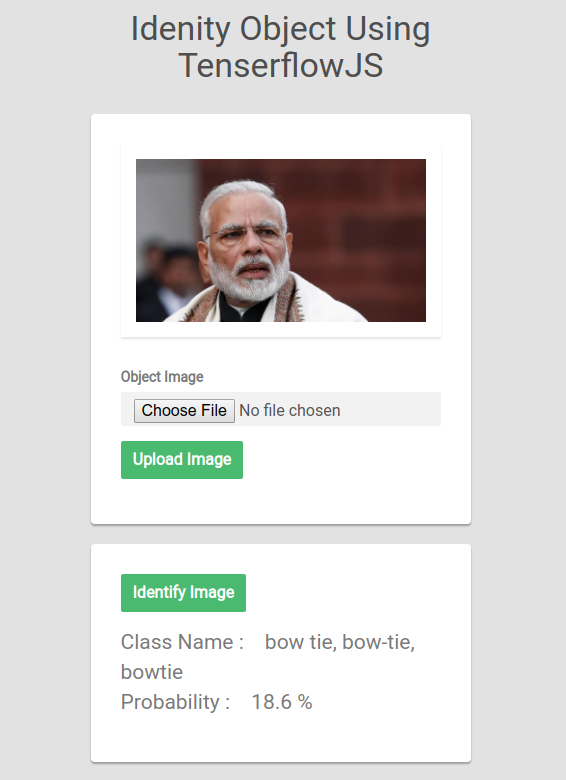 Idenity Object Using
TenserflowJS
Object Image
Choose File No file chosen
Upload Image
Identify Image
Class Name : bow tie, bow-tie,
bowtie
Probability : 18.6 %